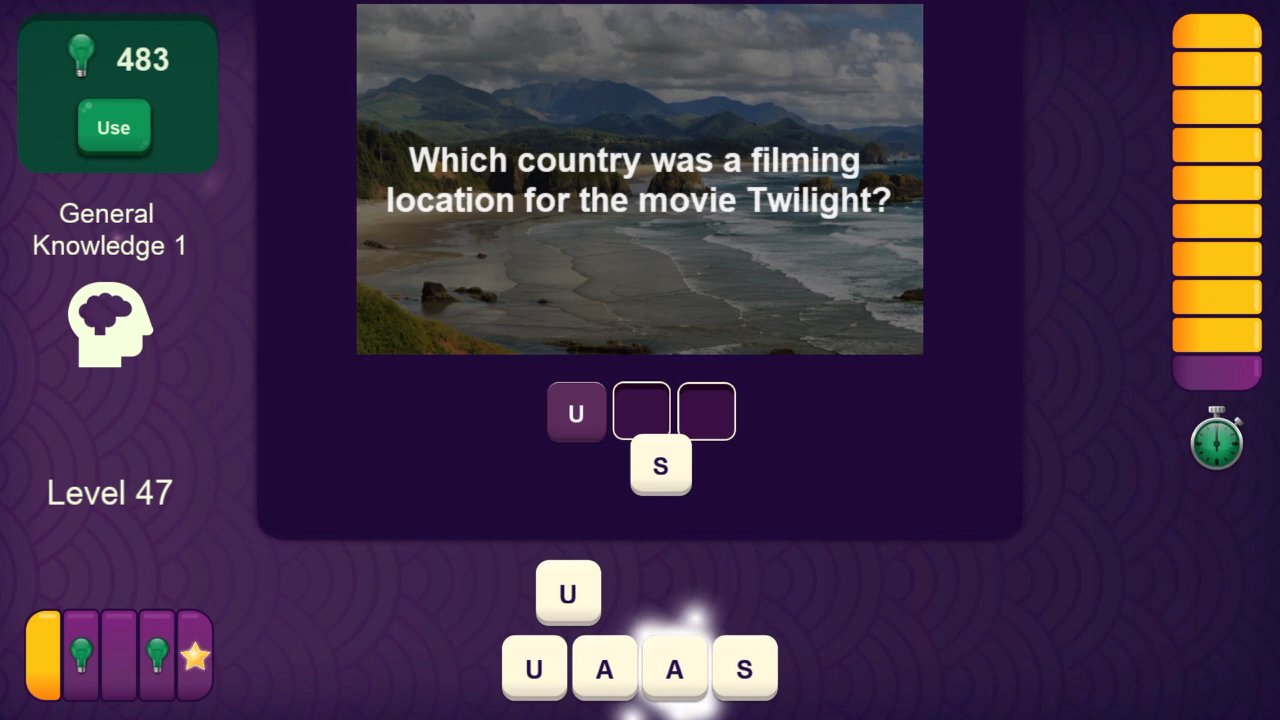 483
Use
General
Knowledge 1
Level 47
Which country was a filming
location for the movie Twilight?
U
S
U
U A A S